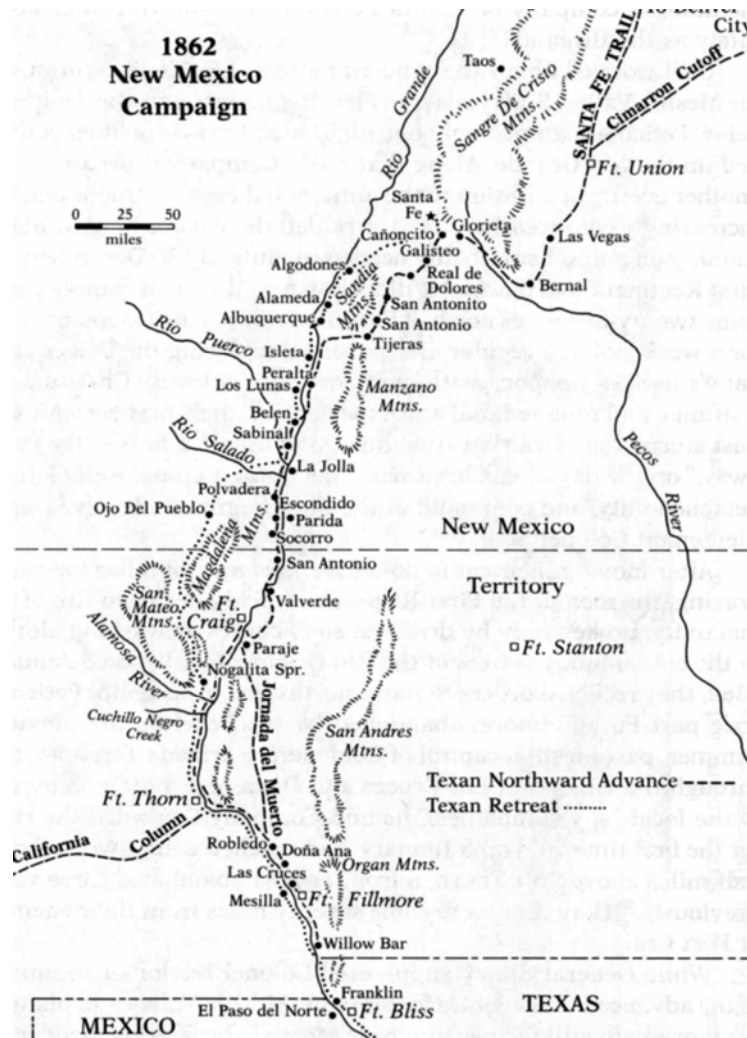 1862
New Mexico
Campaign
0 25 50
miles
City
Taos
Rio Grande
Sangre De Cristo
Mtns.
SANTA FE TRAIL
Cimarron Cutoff
Ft. Union
Santa
Fe
Canoncito
Glorieta
Las Vegas
Galisteo
Algodones
Real de
Dolores
Bernal
Sandia
Mtns.
San Antonito
Alameda
Albuquerque
San Antonio
Tijeras
Rio
Puerco
Isleta
Peralta
Los Lunas
Manzano
Mtns.
Belen
Sabinal
Rio Salado
La Jolla
Pecos
River
Polvadera
Escondido
Ojo Del Pueblo
Parida
Magdalena
Mtns.
Socorro
New Mexico
San Antonio
Territory
San
Mateo
Mtns.
Ft.
Craig
Valverde
Alamosa
River
Paraje
Ft. Stanton
Nogalita Spr.
Cuchillo Negro
Creek
Jornada del Muerto
San Andres
Mtns.
Texan Northward Advance
Texan Retreat
Ft. Thorn
California Column
Robledo
Doña Ana
Organ Mtns.
Las Cruces
Mesilla
Ft. Fillmore
Willow Bar
Franklin
El Paso del Norte
Ft. Bliss
MEXICO
TEXAS